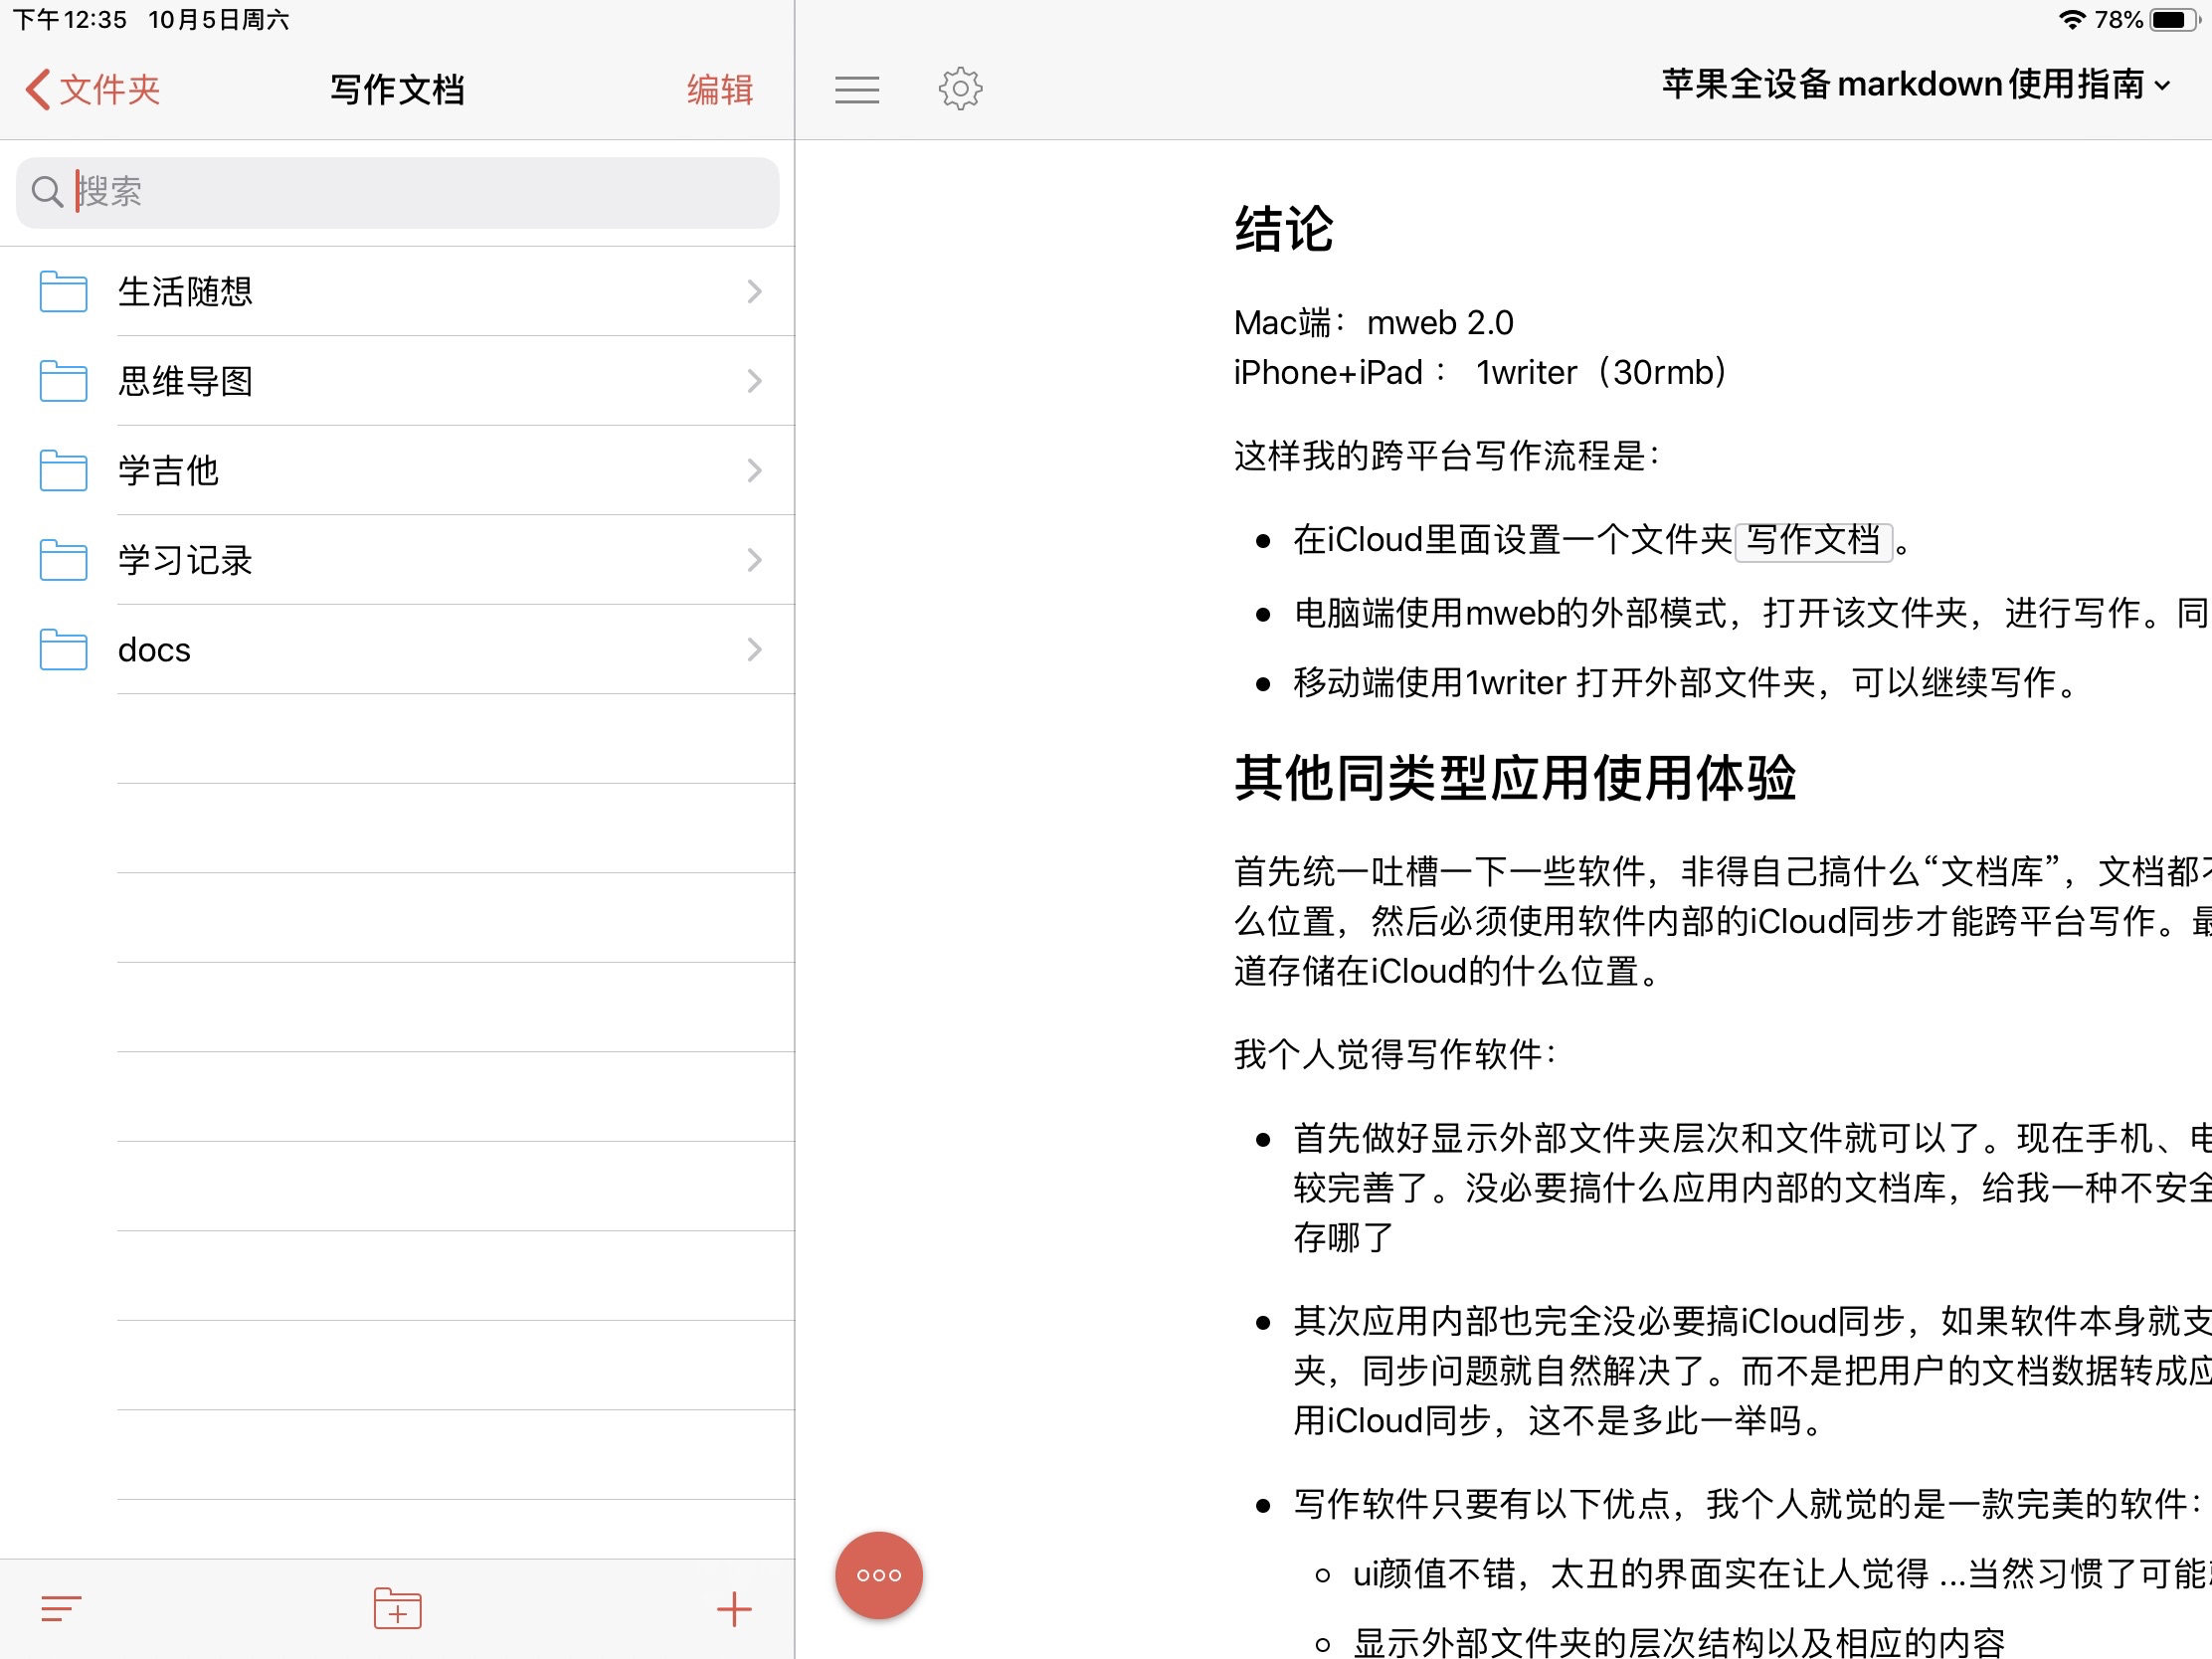 下午12:35 10月5日周六
78%
文件夹
写作文档
编辑
搜索
生活随想
思维导图
学吉他
学习记录
docs
苹果全设备markdown使用指南
结论
Mac端：mweb 2.0
iPhone+iPad： 1writer（30rmb）
这样我的跨平台写作流程是：
在iCloud里面设置一个文件夹 写作文档 。
电脑端使用mweb的外部模式，打开该文件夹，进行写作。同
移动端使用1writer 打开外部文件夹，可以继续写作。
其他同类型应用使用体验
首先统一吐槽一下一些软件，非得自己搞什么“文档库”，文档都
么位置，然后必须使用软件内部的iCloud同步才能跨平台写作。最
道存储在iCloud的什么位置。
我个人觉得写作软件：
首先做好显示外部文件夹层次和文件就可以了。现在手机、电
较完善了。没必要搞什么应用内部的文档库，给我一种不安全
存哪了
其次应用内部也完全没必要搞iCloud同步，如果软件本身就支
夹，同步问题就自然解决了。而不是把用户的文档数据转成应
用iCloud同步，这不是多此一举吗。
写作软件只要有以下优点，我个人就觉的是一款完美的软件：
ui颜值不错，太丑的界面实在让人觉得 ...当然习惯了可能
显示外部文件夹的层次结构以及相应的内容